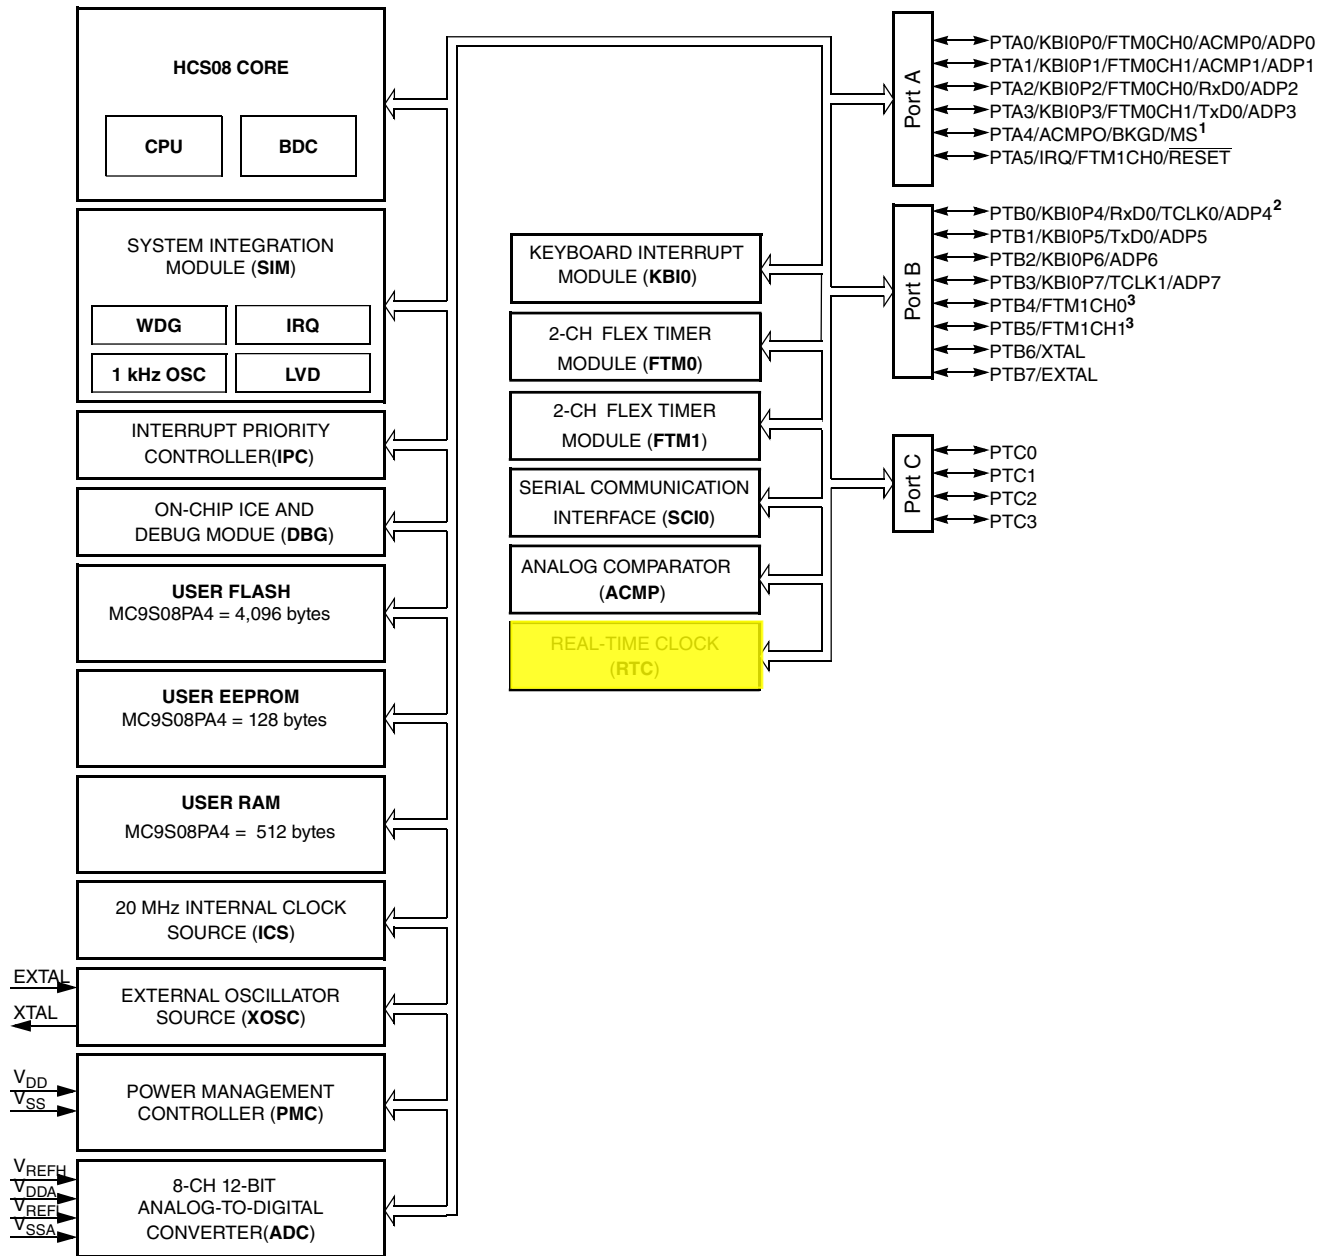 HCS08 CORE
CPU
BDC
SYSTEM INTEGRATION
MODULE (SIM)
WDG
IRQ
1 kHz OSC
LVD
INTERRUPT PRIORITY
CONTROLLER(IPC)
ON-CHIP ICE AND
DEBUG MODUE (DBG)
USER FLASH
MC9S08PA4 = 4,096 bytes
USER EEPROM
MC9S08PA4 = 128 bytes
USER RAM
MC9S08PA4 = 512 bytes
20 MHz INTERNAL CLOCK
SOURCE (ICS)
EXTAL
XTAL
EXTERNAL OSCILLATOR
SOURCE (XOSC)
VDD
VSS
POWER MANAGEMENT
CONTROLLER (PMC)
VREFH
VDDA
VREFL
VSSA
8-CH 12-BIT
ANALOG-TO-DIGITAL
CONVERTER(ADC)
KEYBOARD INTERRUPT
MODULE (KBI0)
2-CH FLEX TIMER
MODULE (FTM0)
2-CH FLEX TIMER
MODULE (FTM1)
SERIAL COMMUNICATION
INTERFACE (SCI0)
ANALOG COMPARATOR
(ACMP)
REAL-TIME CLOCK
(RTC)
Port A
PTA0/KBI0P0/FTM0CH0/ACMP0/ADP0
PTA1/KBI0P1/FTM0CH1/ACMP1/ADP1
PTA2/KBI0P2/FTM0CH0/RxD0/ADP2
PTA3/KBI0P3/FTM0CH1/TxD0/ADP3
PTA4/ACMPO/BKGD/MS1
PTA5/IRQ/FTM1CH0/RESET
Port B
PTB0/KBI0P4/RxD0/TCLK0/ADP42
PTB1/KBI0P5/TxD0/ADP5
PTB2/KBI0P6/ADP6
PTB3/KBI0P7/TCLK1/ADP7
PTB4/FTM1CH03
PTB5/FTM1CH13
PTB6/XTAL
PTB7/EXTAL
Port C
PTC0
PTC1
PTC2
PTC3